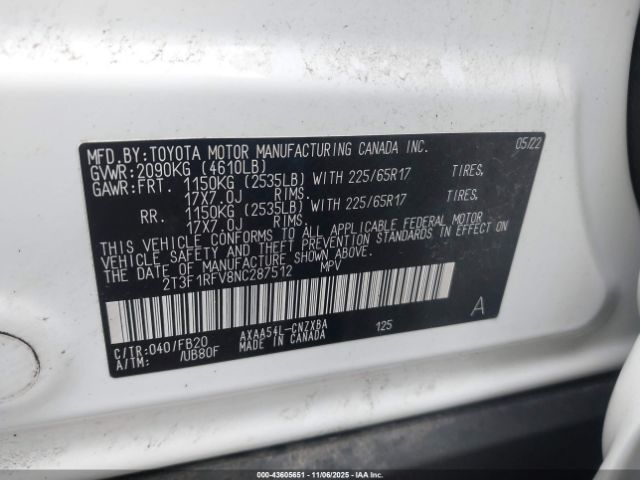 MFD.BY:TOYOTA MOTOR MANUFACTURING CANADA INC. 05/22
GVWR:2090KG (4610LB)
GAWR:FRT. 1150KG (2535LB) WITH 225/65R17 TIRES,
17X7.0J RIMS.
RR. 1150KG (2535LB) WITH 225/65R17 TIRES,
17X7.0J RIMS.
THIS VEHICLE CONFORMS TO ALL APPLICABLE FEDERAL MOTOR
VEHICLE SAFETY AND THEFT PREVENTION STANDARDS IN EFFECT ON
THE DATE OF MANUFACTURE SHOWN ABOVE.
2T3F1RFV8NC287512 MPV
C/TR:040/FB20 AXAA54L-CNZXBA 125 A
A/TM: /UB80F MADE IN CANADA
000-43605651 - 11/06/2025 - IAAI.COM